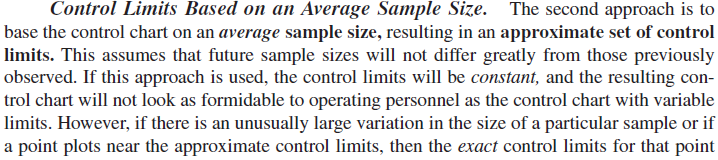 Control Limits Based on an Average Sample Size. The second approach is to
base the control chart on an average sample size, resulting in an approximate set of control
limits. This assumes that future sample sizes will not differ greatly from those previously
observed. If this approach is used, the control limits will be constant, and the resulting con-
trol chart will not look as formidable to operating personnel as the control chart with variable
limits. However, if there is an unusually large variation in the size of a particular sample or if
a point plots near the approximate control limits, then the exact control limits for that point